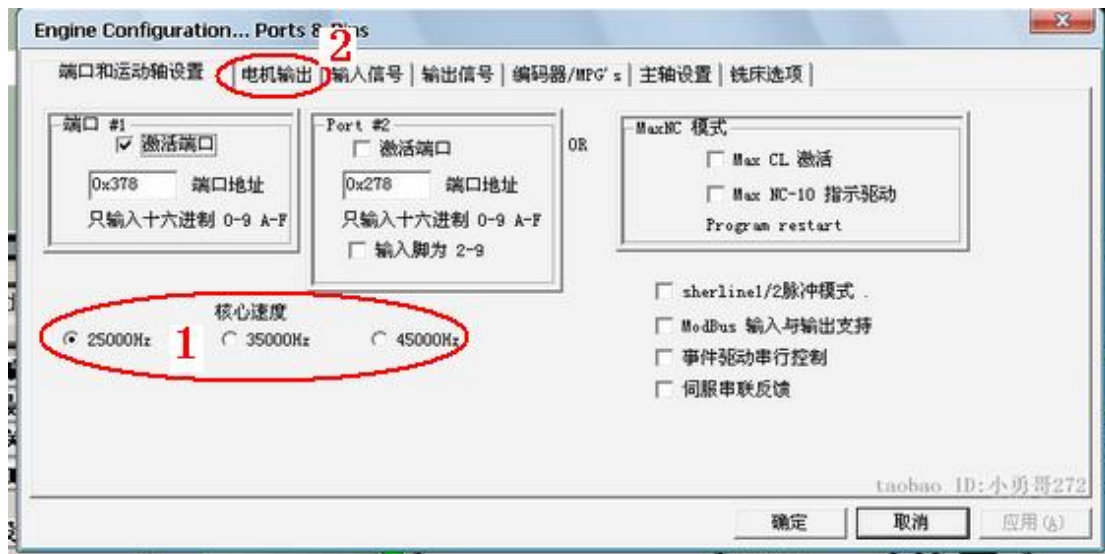 Engine Configuration... Ports & Pins
2
端口和运动轴设置 电机输出 输入信号 输出信号 编码器/MPG's 主轴设置 铣床选项
端口 #1
激活端口
0x378 端口地址
只输入十六进制 0-9 A-F
Port #2
激活端口
0x278 端口地址
只输入十六进制 0-9 A-F
输入脚为 2-9
OR
MaxNC 模式
Max CL 激活
Max NC-10 指示驱动
Program restart
核心速度
25000Hz 1 35000Hz 45000Hz
sherline1/2脉冲模式 .
ModBus 输入与输出支持
事件驱动串行控制
伺服串联反馈
taobao ID:小勇哥272
确定 取消 应用(A)